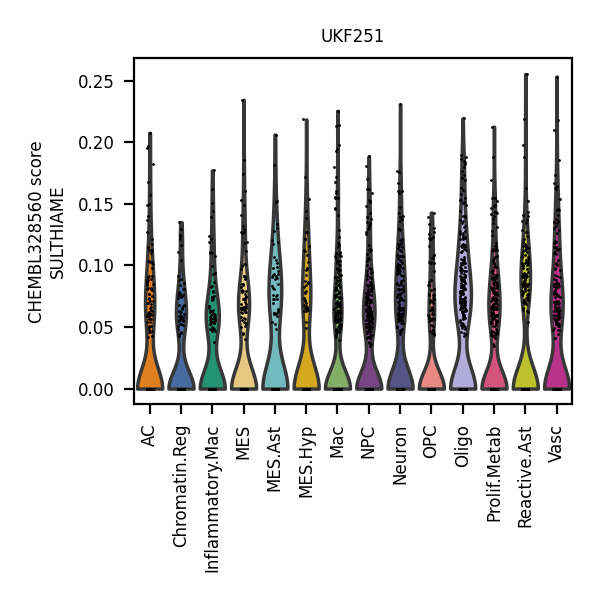 UKF251
CHEMBL328560 score
SULTHIAME
0.25
0.20
0.15
0.10
0.05
0.00
AC
Chromatin.Reg
Inflammatory.Mac
MES
MES.Ast
MES.Hyp
Mac
NPC
Neuron
OPC
Oligo
Prolif.Metab
Reactive.Ast
Vasc